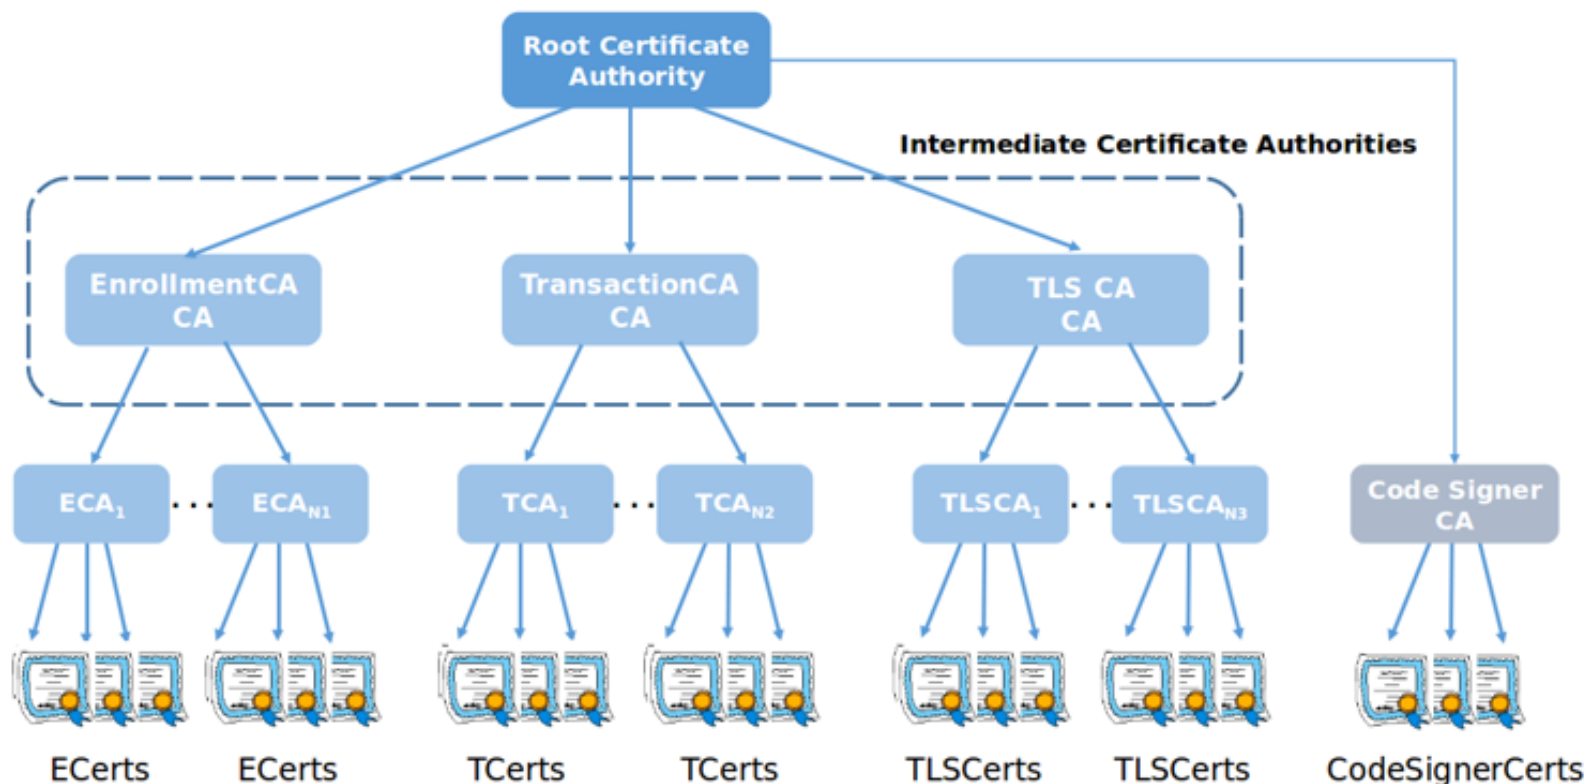 Root Certificate
Authority
Intermediate Certificate Authorities
EnrollmentCA
CA
TransactionCA
CA
TLS CA
CA
ECA1
...
ECAN1
TCA1
...
TCAN2
TLSCA1
...
TLSCAN3
Code Signer
CA
ECerts
ECerts
TCerts
TCerts
TLSCerts
TLSCerts
CodeSignerCerts